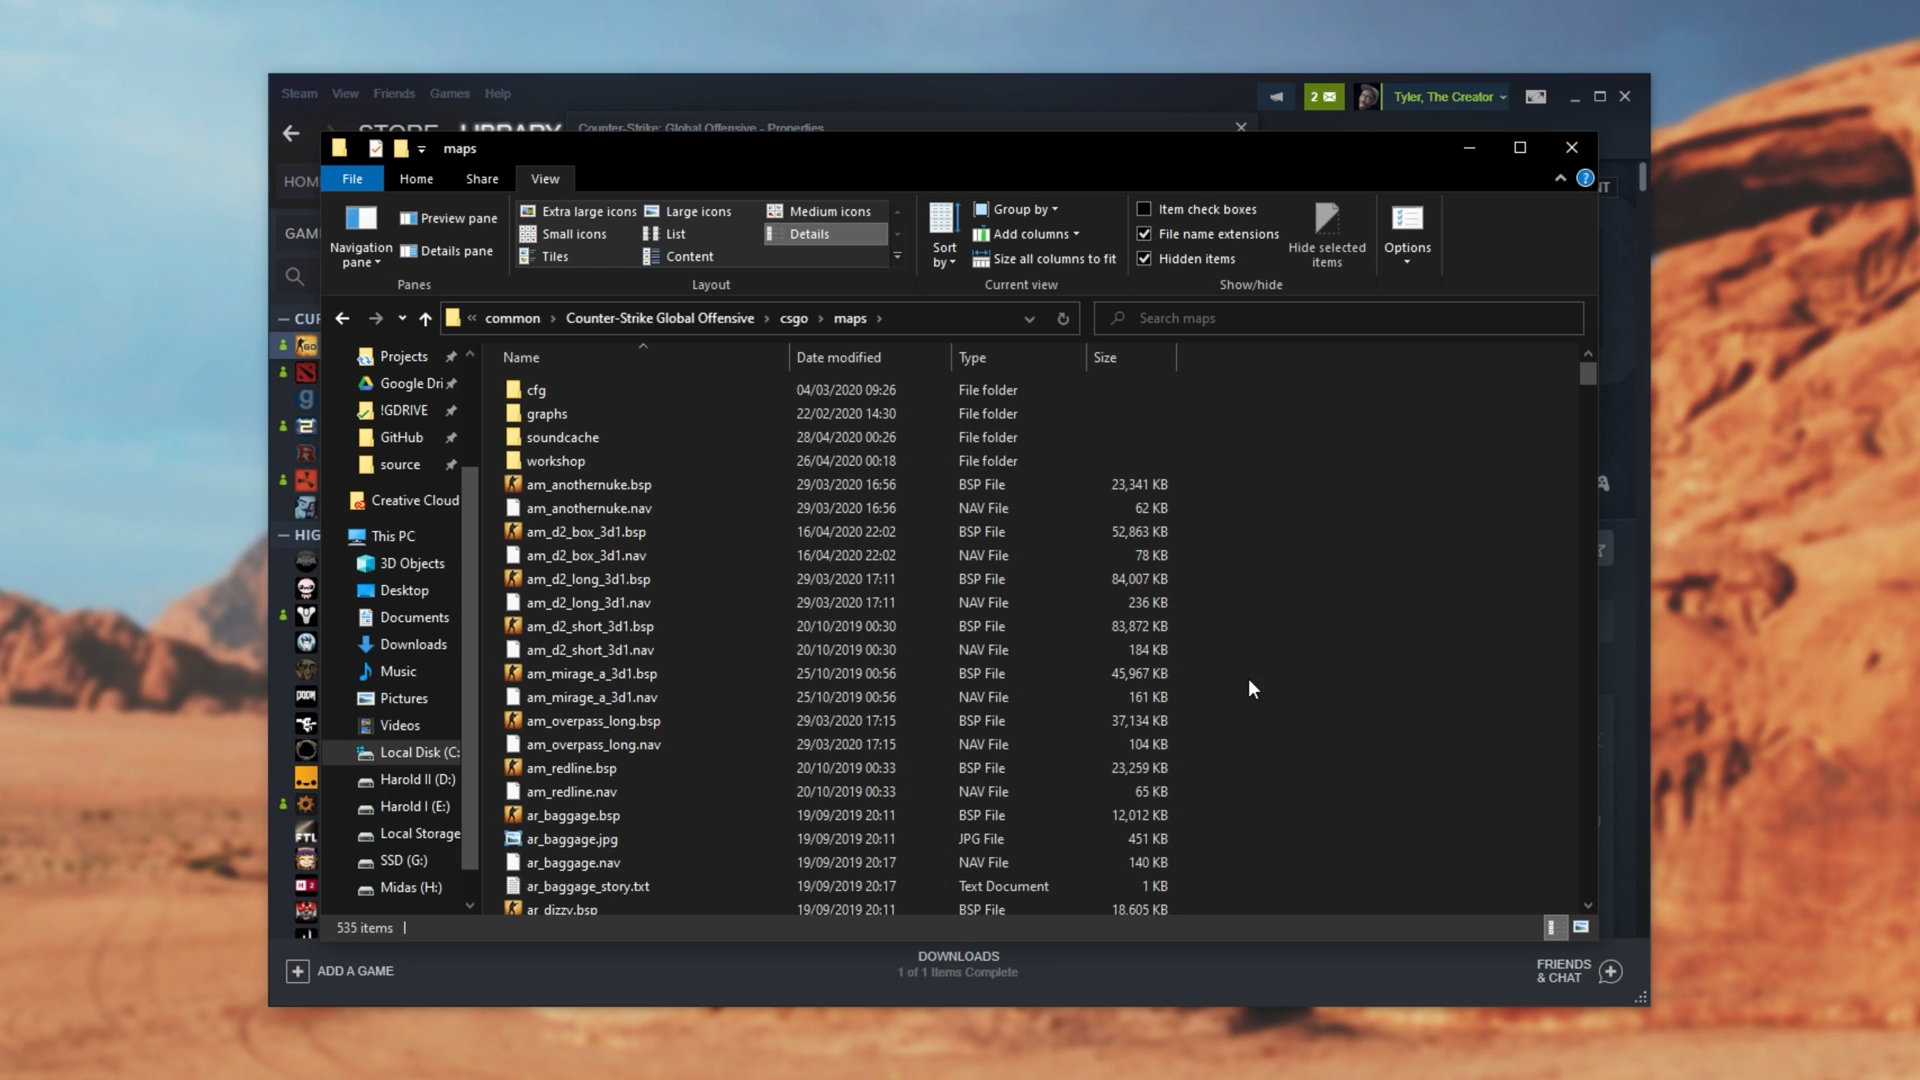 Steam View Friends Games Help
2
Tyler, The Creator
STORE LIBRARY
Counter-Strike: Global Offensive - Properties
maps
HOM
File Home Share View
GAM
Navigation pane
Preview pane
Details pane
Panes
Extra large icons Large icons Medium icons
Small icons List Details
Tiles Content
Layout
Sort by
Group by
Add columns
Size all columns to fit
Current view
Item check boxes
File name extensions
Hidden items
Hide selected items
Show/hide
Options
« common > Counter-Strike Global Offensive > csgo > maps >
Search maps
CUR
HIG
Projects
Google Dri
!GDRIVE
GitHub
source
Creative Cloud
This PC
3D Objects
Desktop
Documents
Downloads
Music
Pictures
Videos
Local Disk (C:
Harold II (D:)
Harold I (E:)
Local Storage
SSD (G:)
Midas (H:)
Name Date modified Type Size
cfg 04/03/2020 09:26 File folder
graphs 22/02/2020 14:30 File folder
soundcache 28/04/2020 00:26 File folder
workshop 26/04/2020 00:18 File folder
am_anothernuke.bsp 29/03/2020 16:56 BSP File 23,341 KB
am_anothernuke.nav 29/03/2020 16:56 NAV File 62 KB
am_d2_box_3d1.bsp 16/04/2020 22:02 BSP File 52,863 KB
am_d2_box_3d1.nav 16/04/2020 22:02 NAV File 78 KB
am_d2_long_3d1.bsp 29/03/2020 17:11 BSP File 84,007 KB
am_d2_long_3d1.nav 29/03/2020 17:11 NAV File 236 KB
am_d2_short_3d1.bsp 20/10/2019 00:30 BSP File 83,872 KB
am_d2_short_3d1.nav 20/10/2019 00:30 NAV File 184 KB
am_mirage_a_3d1.bsp 25/10/2019 00:56 BSP File 45,967 KB
am_mirage_a_3d1.nav 25/10/2019 00:56 NAV File 161 KB
am_overpass_long.bsp 29/03/2020 17:15 BSP File 37,134 KB
am_overpass_long.nav 29/03/2020 17:15 NAV File 104 KB
am_redline.bsp 20/10/2019 00:33 BSP File 23,259 KB
am_redline.nav 20/10/2019 00:33 NAV File 65 KB
ar_baggage.bsp 19/09/2019 20:11 BSP File 12,012 KB
ar_baggage.jpg 19/09/2019 20:11 JPG File 451 KB
ar_baggage.nav 19/09/2019 20:17 NAV File 140 KB
ar_baggage_story.txt 19/09/2019 20:17 Text Document 1 KB
ar_dizzy.bsp 19/09/2019 20:11 BSP File 18,605 KB
535 items
ADD A GAME
DOWNLOADS
1 of 1 Items Complete
FRIENDS
& CHAT